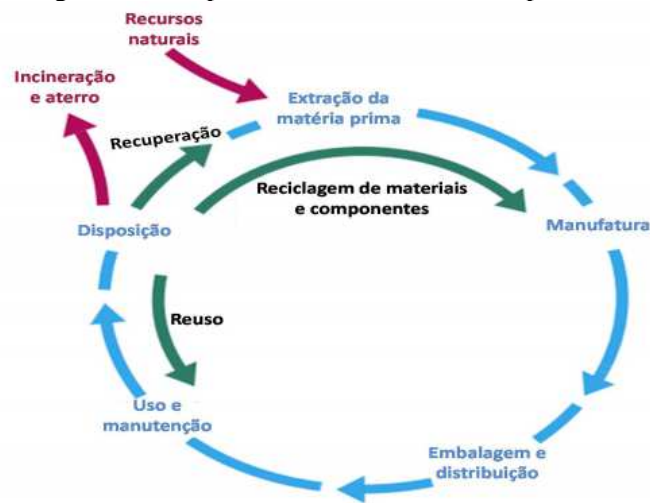 Recursos
naturais
Incineração
e aterro
Extração da
matéria prima
Recuperação
Reciclagem de materiais
e componentes
Disposição
Manufatura
Reuso
Uso e
manutenção
Embalagem e
distribuição